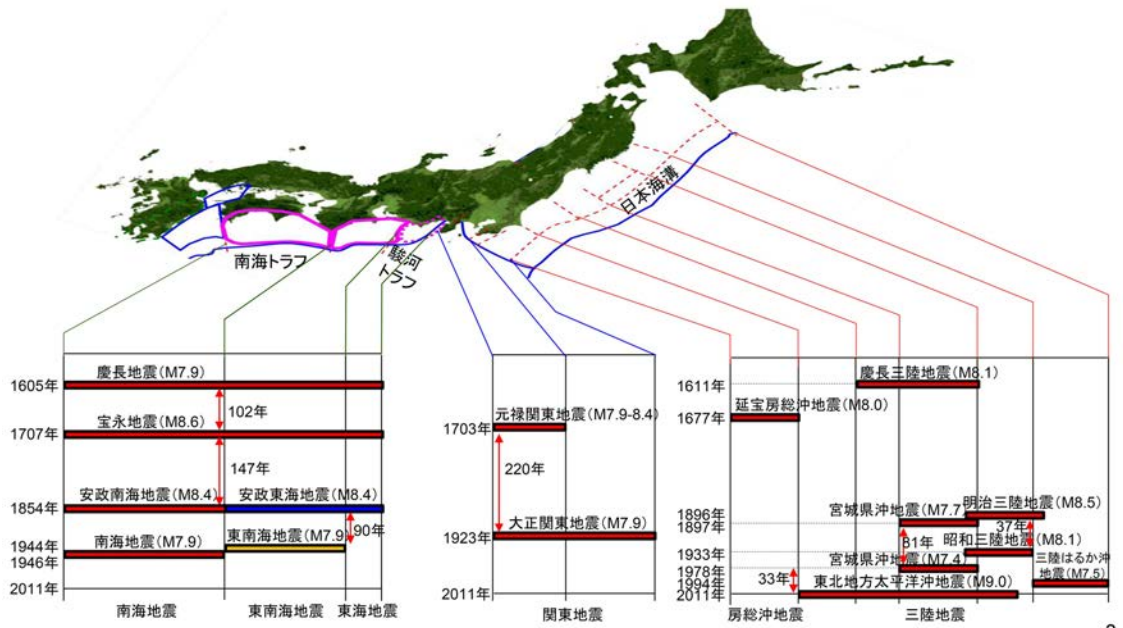 日本海溝
南海トラフ
駿河
トラフ
慶長地震(M7.9)
1605年
102年
宝永地震(M8.6)
1707年
147年
安政南海地震(M8.4)
安政東海地震(M8.4)
1854年
90年
東南海地震(M7.9)
1944年
南海地震(M7.9)
1946年
2011年
南海地震
東南海地震
東海地震
元禄関東地震(M7.9-8.4)
1703年
220年
大正関東地震(M7.9)
1923年
2011年
関東地震
慶長三陸地震(M8.1)
1611年
延宝房総沖地震(M8.0)
1677年
明治三陸地震(M8.5)
1896年
宮城県沖地震(M7.7)
1897年
37年
81年
昭和三陸地震(M8.1)
1933年
宮城県沖地震(M7.4)
1978年
三陸はるか沖
地震(M7.5)
1994年
33年
東北地方太平洋沖地震(M9.0)
2011年
房総沖地震
三陸地震